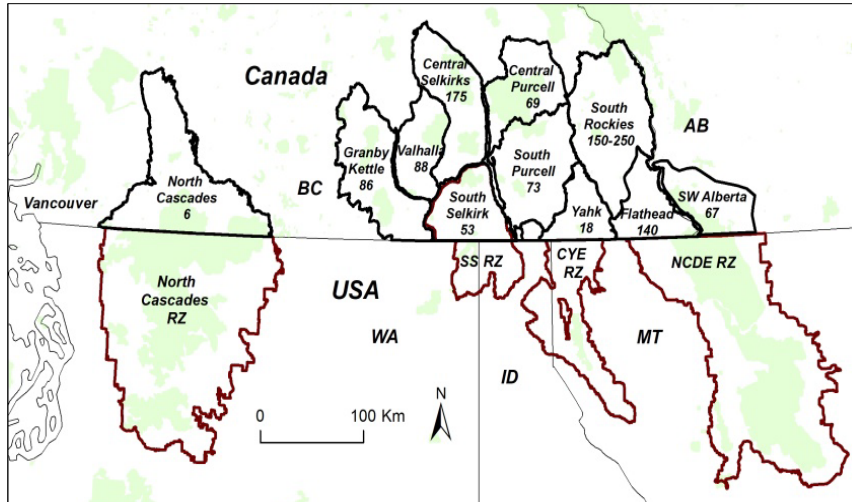 Canada
Central
Selkirks
175
Central
Purcell
69
South
Rockies
150-250
AB
Granby
Kettle
86
Valhalla
88
South
Purcell
73
BC
North
Cascades
6
Vancouver
South
Selkirk
53
Yahk
18
Flathead
140
SW Alberta
67
North
Cascades
RZ
USA
SS RZ
CYE
RZ
NCDE RZ
WA
ID
MT
N
0 100 Km